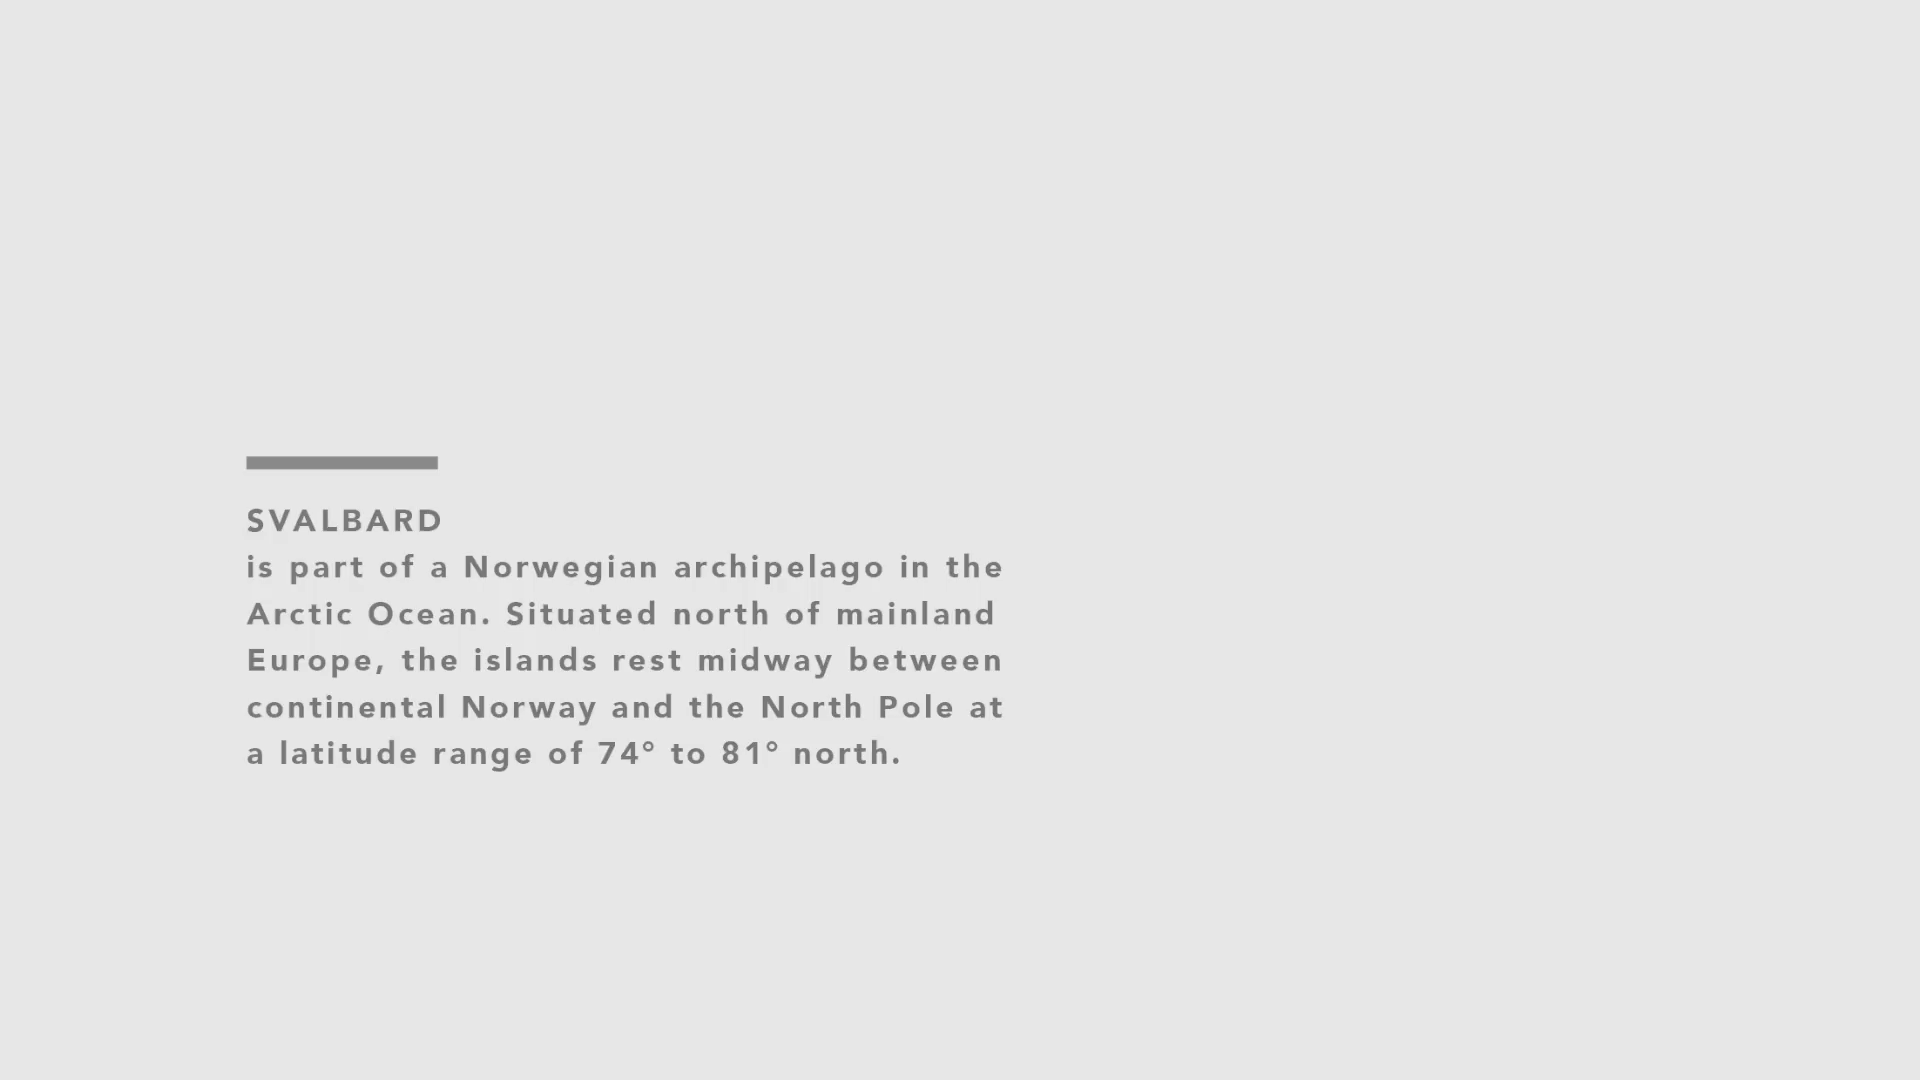 SVALBARD
is part of a Norwegian archipelago in the
Arctic Ocean. Situated north of mainland
Europe, the islands rest midway between
continental Norway and the North Pole at
a latitude range of 74° to 81° north.